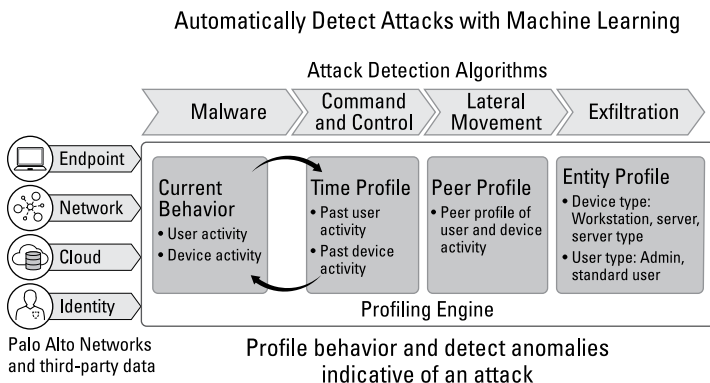 Automatically Detect Attacks with Machine Learning
Attack Detection Algorithms
Malware
Command
and Control
Lateral
Movement
Exfiltration
Endpoint
Network
Cloud
Identity
Palo Alto Networks
and third-party data
Current
Behavior
• User activity
• Device activity
Time Profile
• Past user
activity
• Past device
activity
Peer Profile
• Peer profile of
user and device
activity
Entity Profile
• Device type:
Workstation, server,
server type
• User type: Admin,
standard user
Profiling Engine
Profile behavior and detect anomalies
indicative of an attack